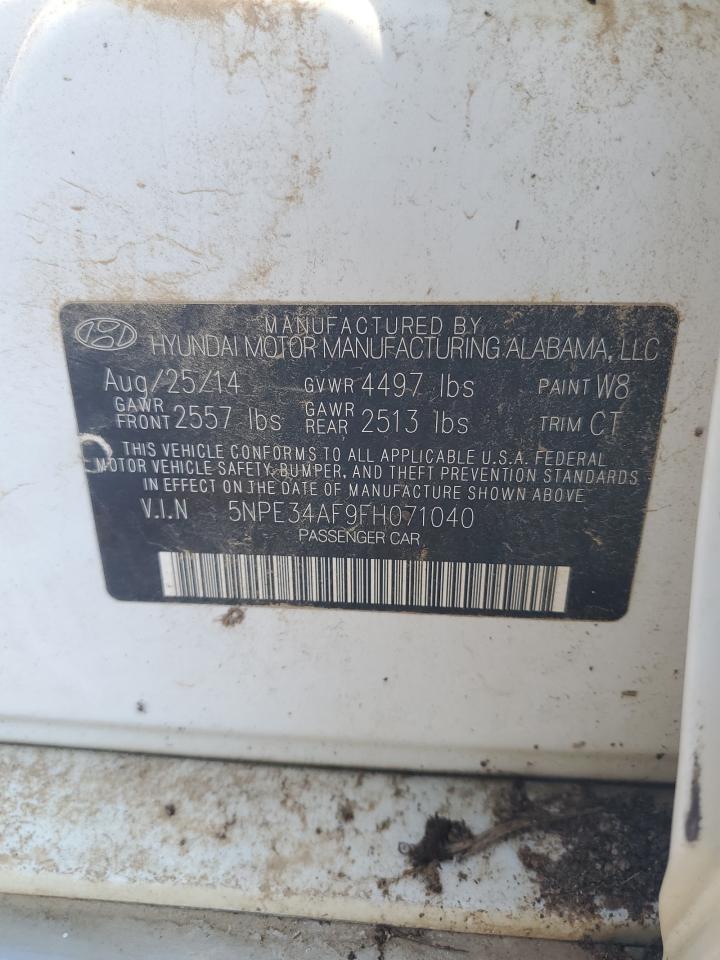 MANUFACTURED BY
HYUNDAI MOTOR MANUFACTURING ALABAMA, LLC
Aug/25/14 GVWR 4497 lbs PAINT W8
GAWR FRONT 2557 lbs GAWR REAR 2513 lbs TRIM CT
THIS VEHICLE CONFORMS TO ALL APPLICABLE U.S.A. FEDERAL
MOTOR VEHICLE SAFETY, BUMPER, AND THEFT PREVENTION STANDARDS
IN EFFECT ON THE DATE OF MANUFACTURE SHOWN ABOVE
V.I.N 5NPE34AF9FH071040
PASSENGER CAR